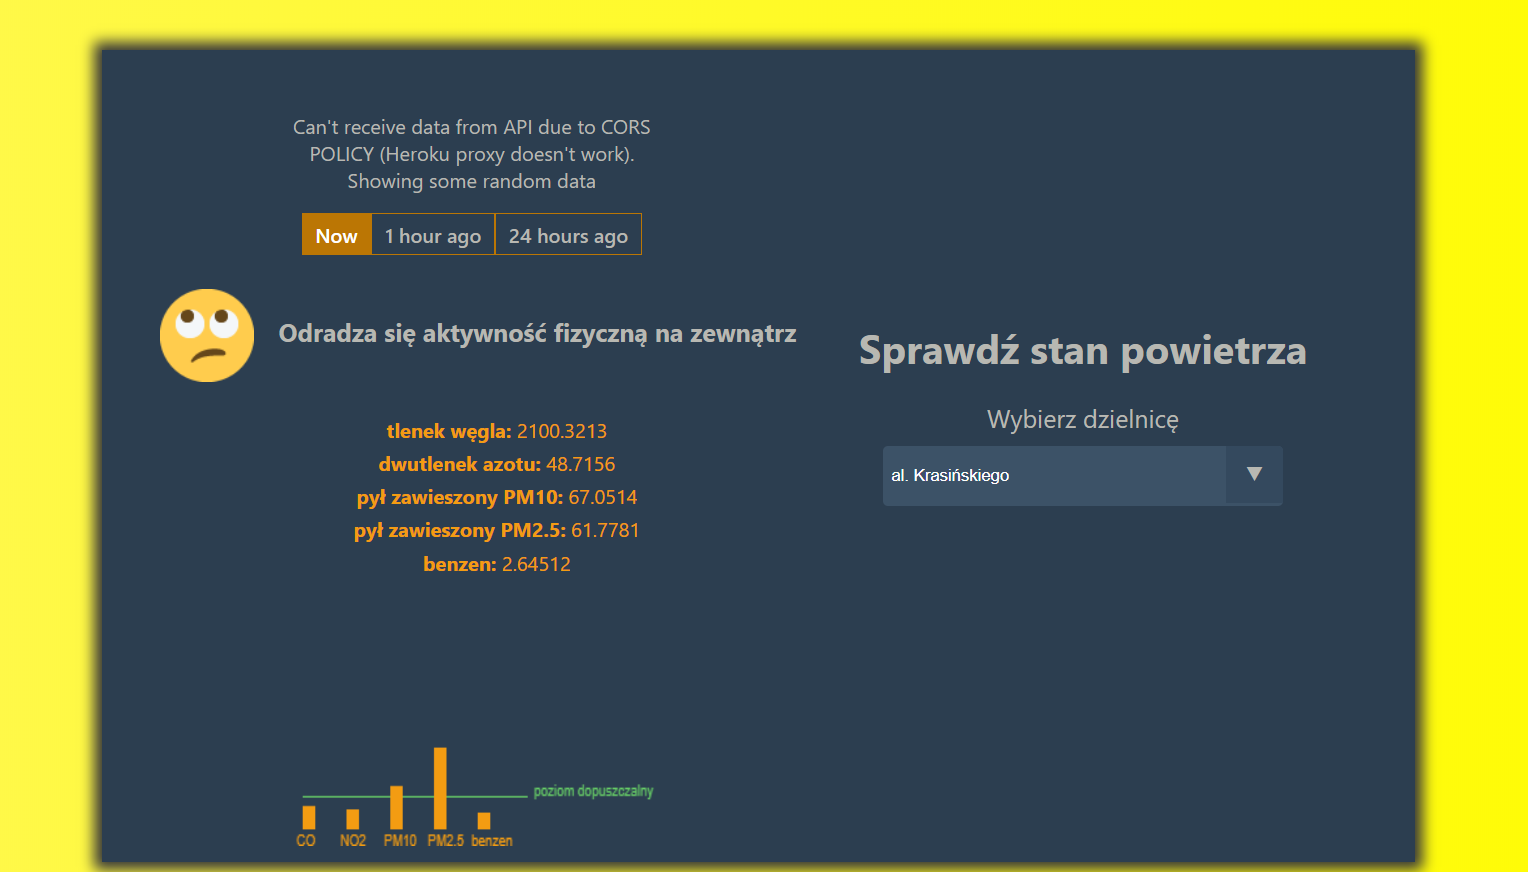 Can't receive data from API due to CORS
POLICY (Heroku proxy doesn't work).
Showing some random data
Now
1 hour ago
24 hours ago
Odradza się aktywność fizyczną na zewnątrz
tlenek węgla: 2100.3213
dwutlenek azotu: 48.7156
pył zawieszony PM10: 67.0514
pył zawieszony PM2.5: 61.7781
benzen: 2.64512
poziom dopuszczalny
CO
NO2
PM10
PM2.5
benzen
Sprawdź stan powietrza
Wybierz dzielnicę
al. Krasińskiego